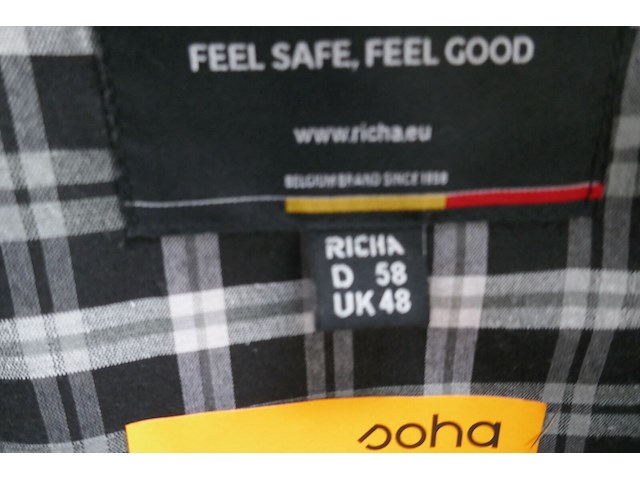 FEEL SAFE, FEEL GOOD
www.richa.eu
BELGIUM BRAND SINCE 1958
RICHA
D 58
UK 48
soha